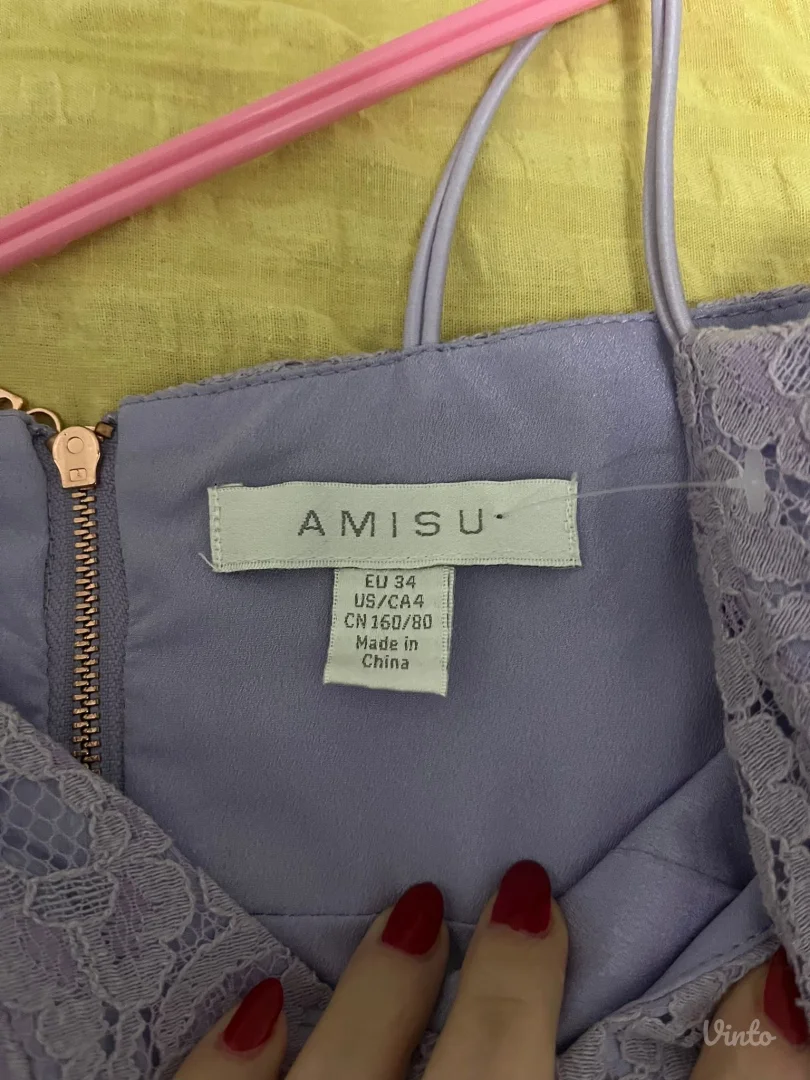 AMISU
EU 34
US/CA4
CN 160/80
Made in
China
Vinto